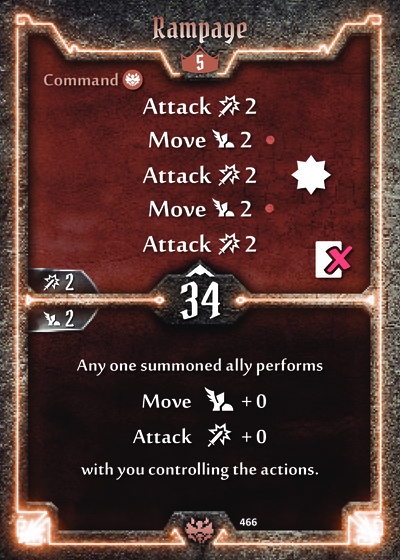 Rampage
5
Command
Attack 2
Move 2
Attack 2
Move 2
Attack 2
2
34
2
Any one summoned ally performs
Move + 0
Attack + 0
with you controlling the actions.
466